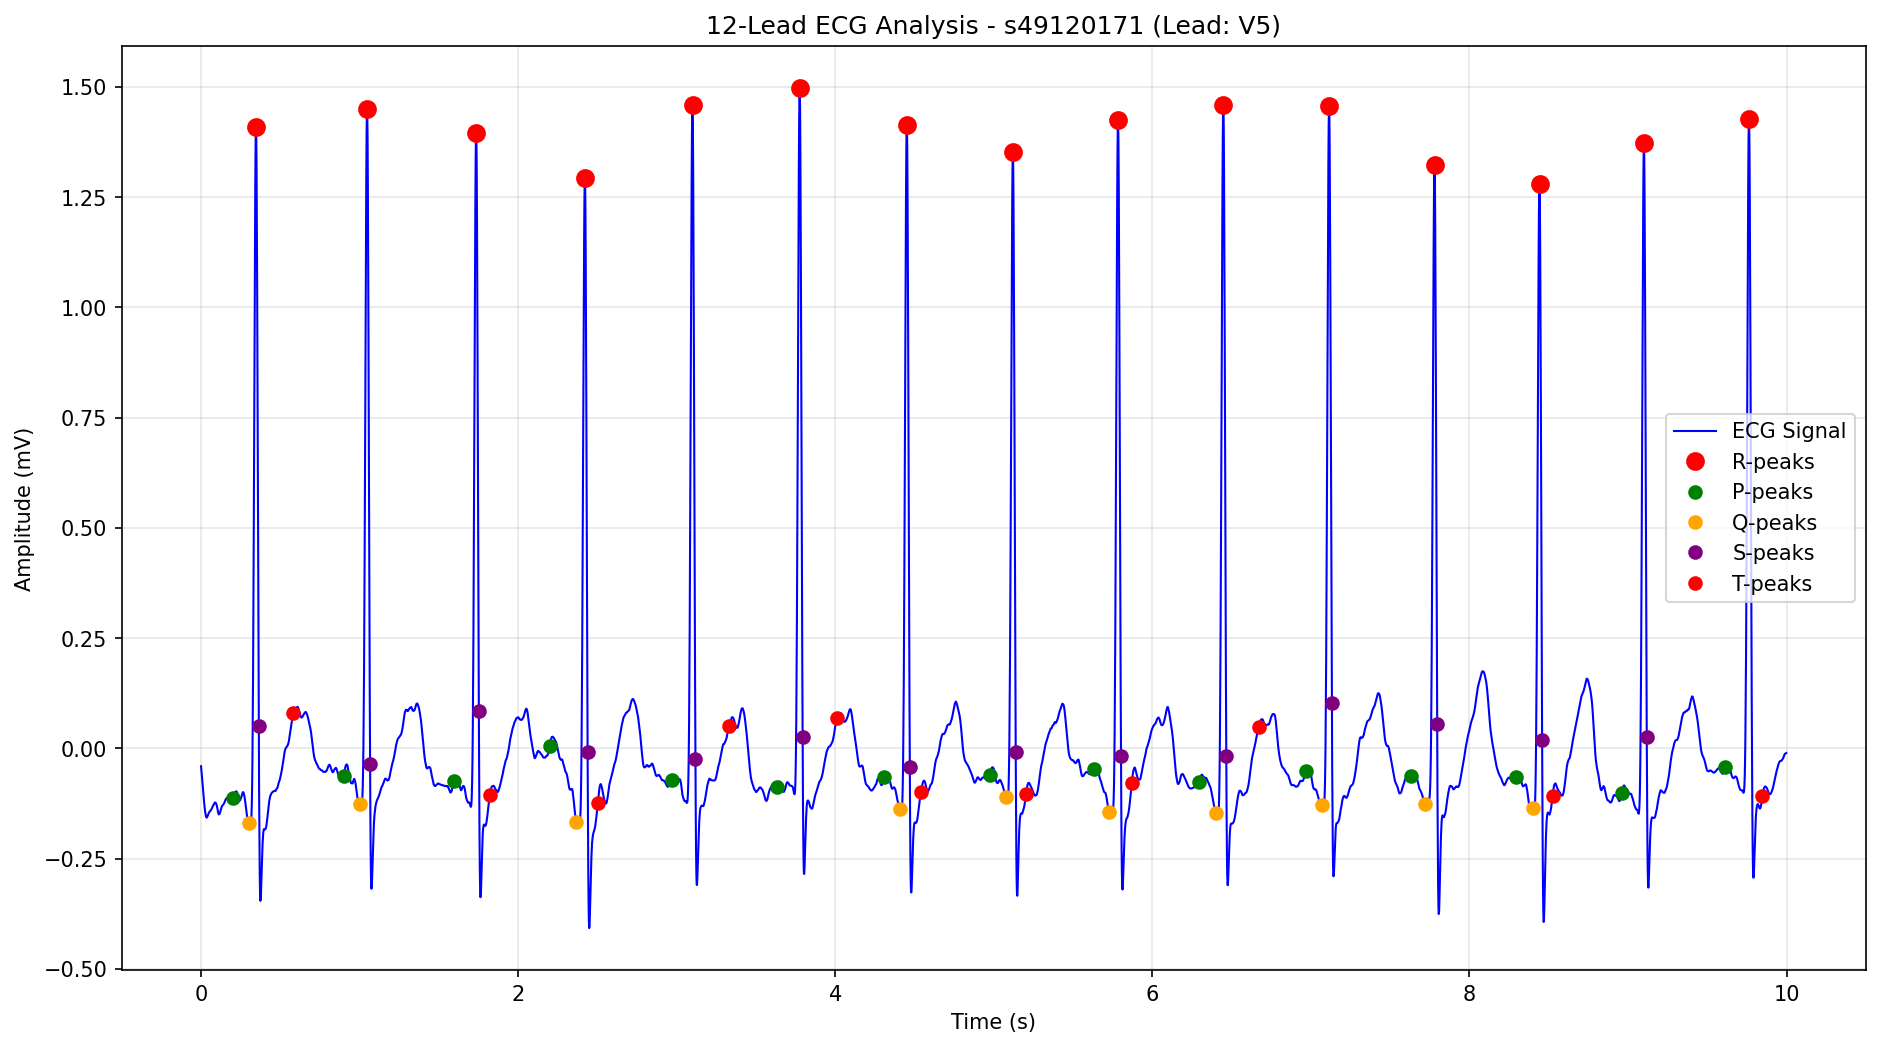 12-Lead ECG Analysis - s49120171 (Lead: V5)
Amplitude (mV)
1.50
1.25
1.00
0.75
0.50
0.25
0.00
−0.25
−0.50
ECG Signal
R-peaks
P-peaks
Q-peaks
S-peaks
T-peaks
0 2 4 6 8 10
Time (s)